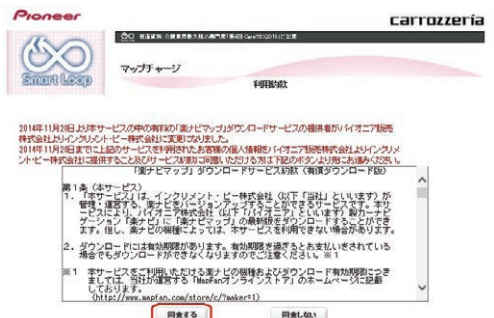 Pioneer
carrozzeria
Smart Loop
マップチャージ
利用約款
2014年11月20日より本サービスの中の有料の「楽ナビマップ」ダウンロードサービスの提供者がパイオニア販売
株式会社よりインクリメント・ピー株式会社に変更になりました。
2014年11月20日までに上記のサービスを利用されたお客様の個人情報をパイオニア販売株式会社よりインクリメ
ント・ピー株式会社に提供すること及びサービス約款に同意いただける方は下記のボタンより先にお進みください。
「楽ナビマップ」ダウンロードサービス約款(有償ダウンロード版)
第1条(本サービス)
1. 「本サービス」は、インクリメント・ピー株式会社(以下「当社」といいます)が
管理・運営する、楽ナビをバージョンアップすることができるサービスです。本サ
ービスにより、パイオニア株式会社(以下「パイオニア」といいます)製カーナビ
ゲーション「楽ナビ」に「楽ナビマップ」の最新版をダウンロードすることができ
ます。但し、楽ナビの機種によっては、本サービスを利用できない場合があります。
2. ダウンロードには有効期限があります。有効期限を過ぎるとお支払いをされている
場合でもダウンロードができなくなりますのでご注意ください。※1
※1 本サービスをご利用いただける楽ナビの機種およびダウンロード有効期限につき
ましては、当社が運営する「MapFanオンラインストア」のホームページに記載
しております。
(http://www.mapfan.com/store/c/?maker=1)
同意する
同意しない